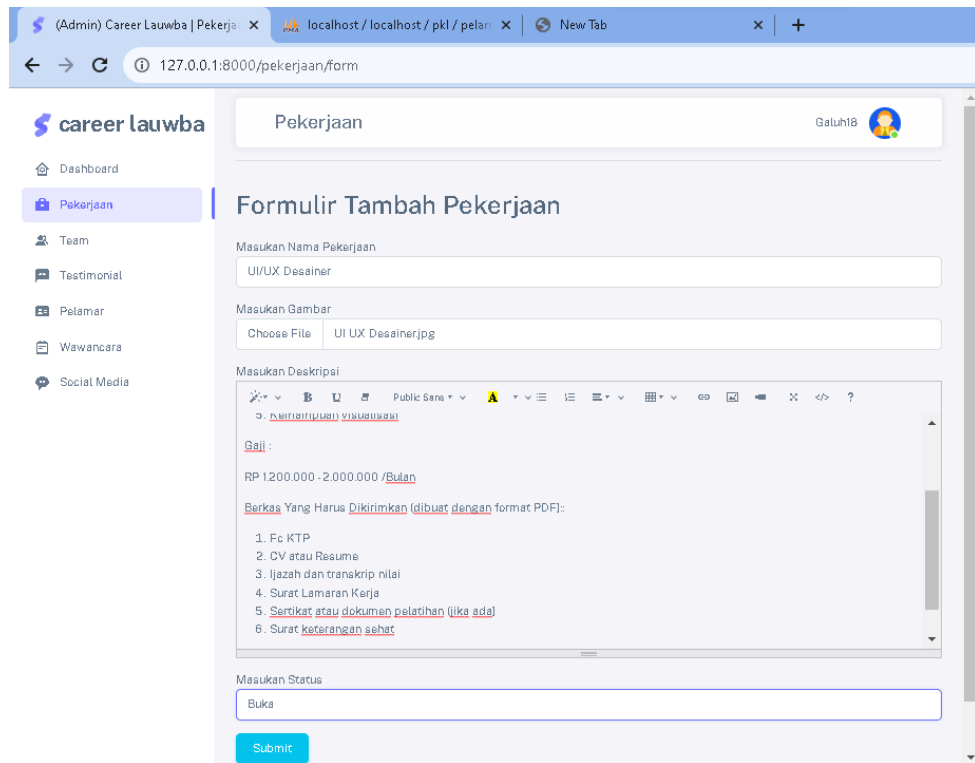 (Admin) Career Lauwba | Pekerja
localhost / localhost / pkl / pelam
New Tab
127.0.0.1:8000/pekerjaan/form
career lauwba
Pekerjaan
Galuh18
Dashboard
Pekerjaan
Team
Testimonial
Pelamar
Wawancara
Social Media
Formulir Tambah Pekerjaan
Masukan Nama Pekerjaan
UI/UX Desainer
Masukan Gambar
Choose File UI UX Desainer.jpg
Masukan Deskripsi
B U Public Sans A </> ?
5. Kemampuan visualisasi
Gaji :
RP 1.200.000 - 2.000.000 /Bulan
Berkas Yang Harus Dikirimkan (dibuat dengan format PDF)::
1. Fc KTP
2. CV atau Resume
3. Ijazah dan transkrip nilai
4. Surat Lamaran Kerja
5. Sertikat atau dokumen pelatihan (jika ada)
6. Surat keterangan sehat
Masukan Status
Buka
Submit